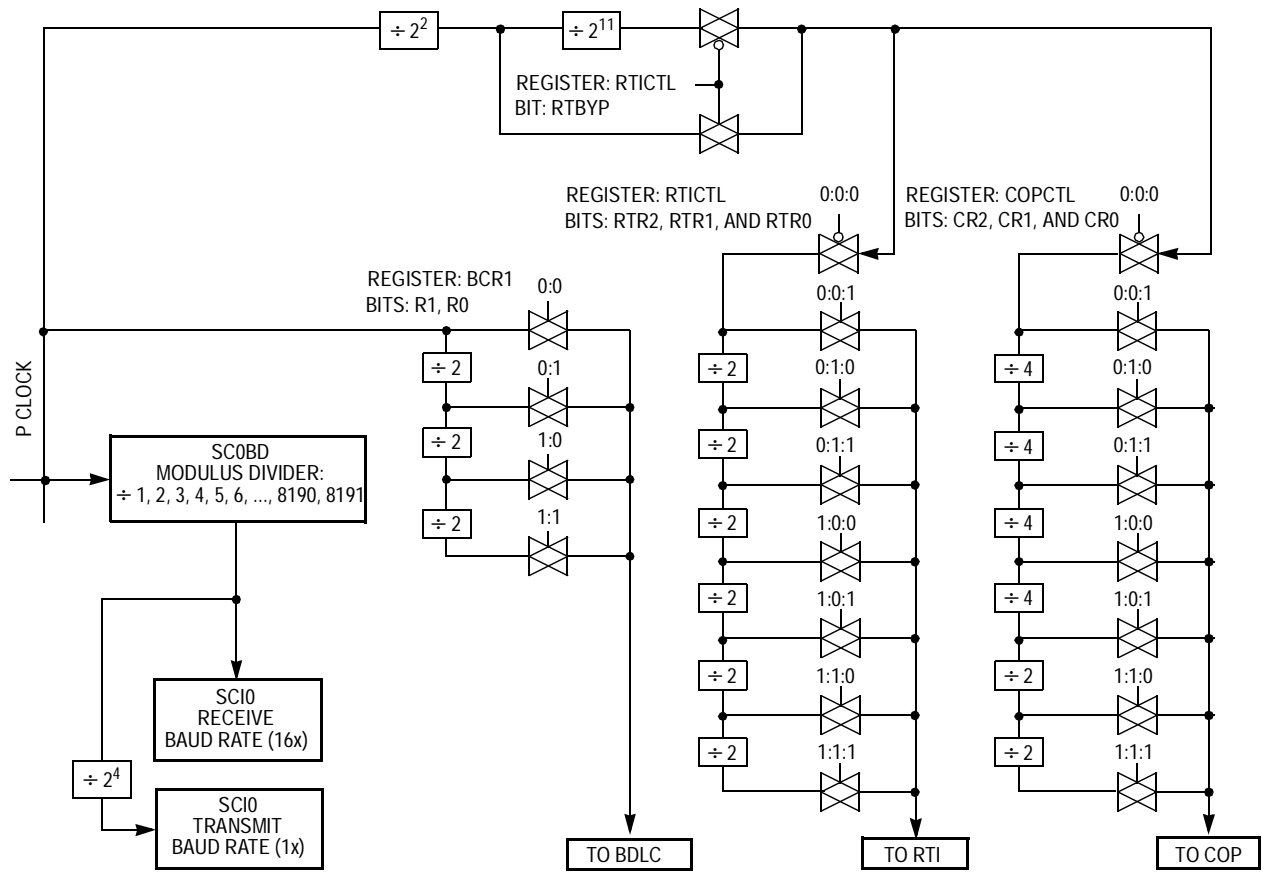 ÷ 2²
÷ 2¹¹
REGISTER: RTICTL
BIT: RTBYP
REGISTER: RTICTL
BITS: RTR2, RTR1, AND RTR0
0:0:0
REGISTER: COPCTL
BITS: CR2, CR1, AND CR0
0:0:0
REGISTER: BCR1
BITS: R1, R0
0:0
0:0:1
0:0:1
÷ 2
÷ 2
÷ 4
0:1
0:1:0
0:1:0
P CLOCK
÷ 2
÷ 2
÷ 4
1:0
0:1:1
0:1:1
SC0BD
MODULUS DIVIDER:
÷ 1, 2, 3, 4, 5, 6, ..., 8190, 8191
÷ 2
÷ 2
÷ 4
1:1
1:0:0
1:0:0
÷ 2
÷ 4
1:0:1
1:0:1
÷ 2
÷ 2
1:1:0
1:1:0
SCI0
RECEIVE
BAUD RATE (16x)
÷ 2
÷ 2
1:1:1
1:1:1
÷ 2⁴
SCI0
TRANSMIT
BAUD RATE (1x)
TO BDLC
TO RTI
TO COP